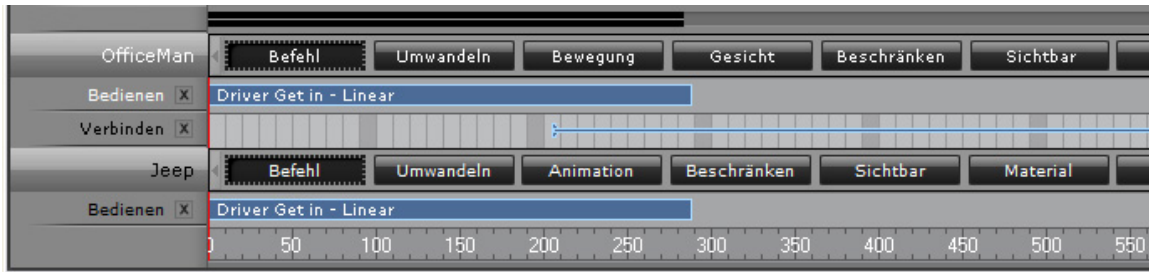 OfficeMan Befehl Umwandeln Bewegung Gesicht Beschränken Sichtbar
Bedienen X Driver Get in - Linear
Verbinden X
Jeep Befehl Umwandeln Animation Beschränken Sichtbar Material
Bedienen X Driver Get in - Linear
0 50 100 150 200 250 300 350 400 450 500 550